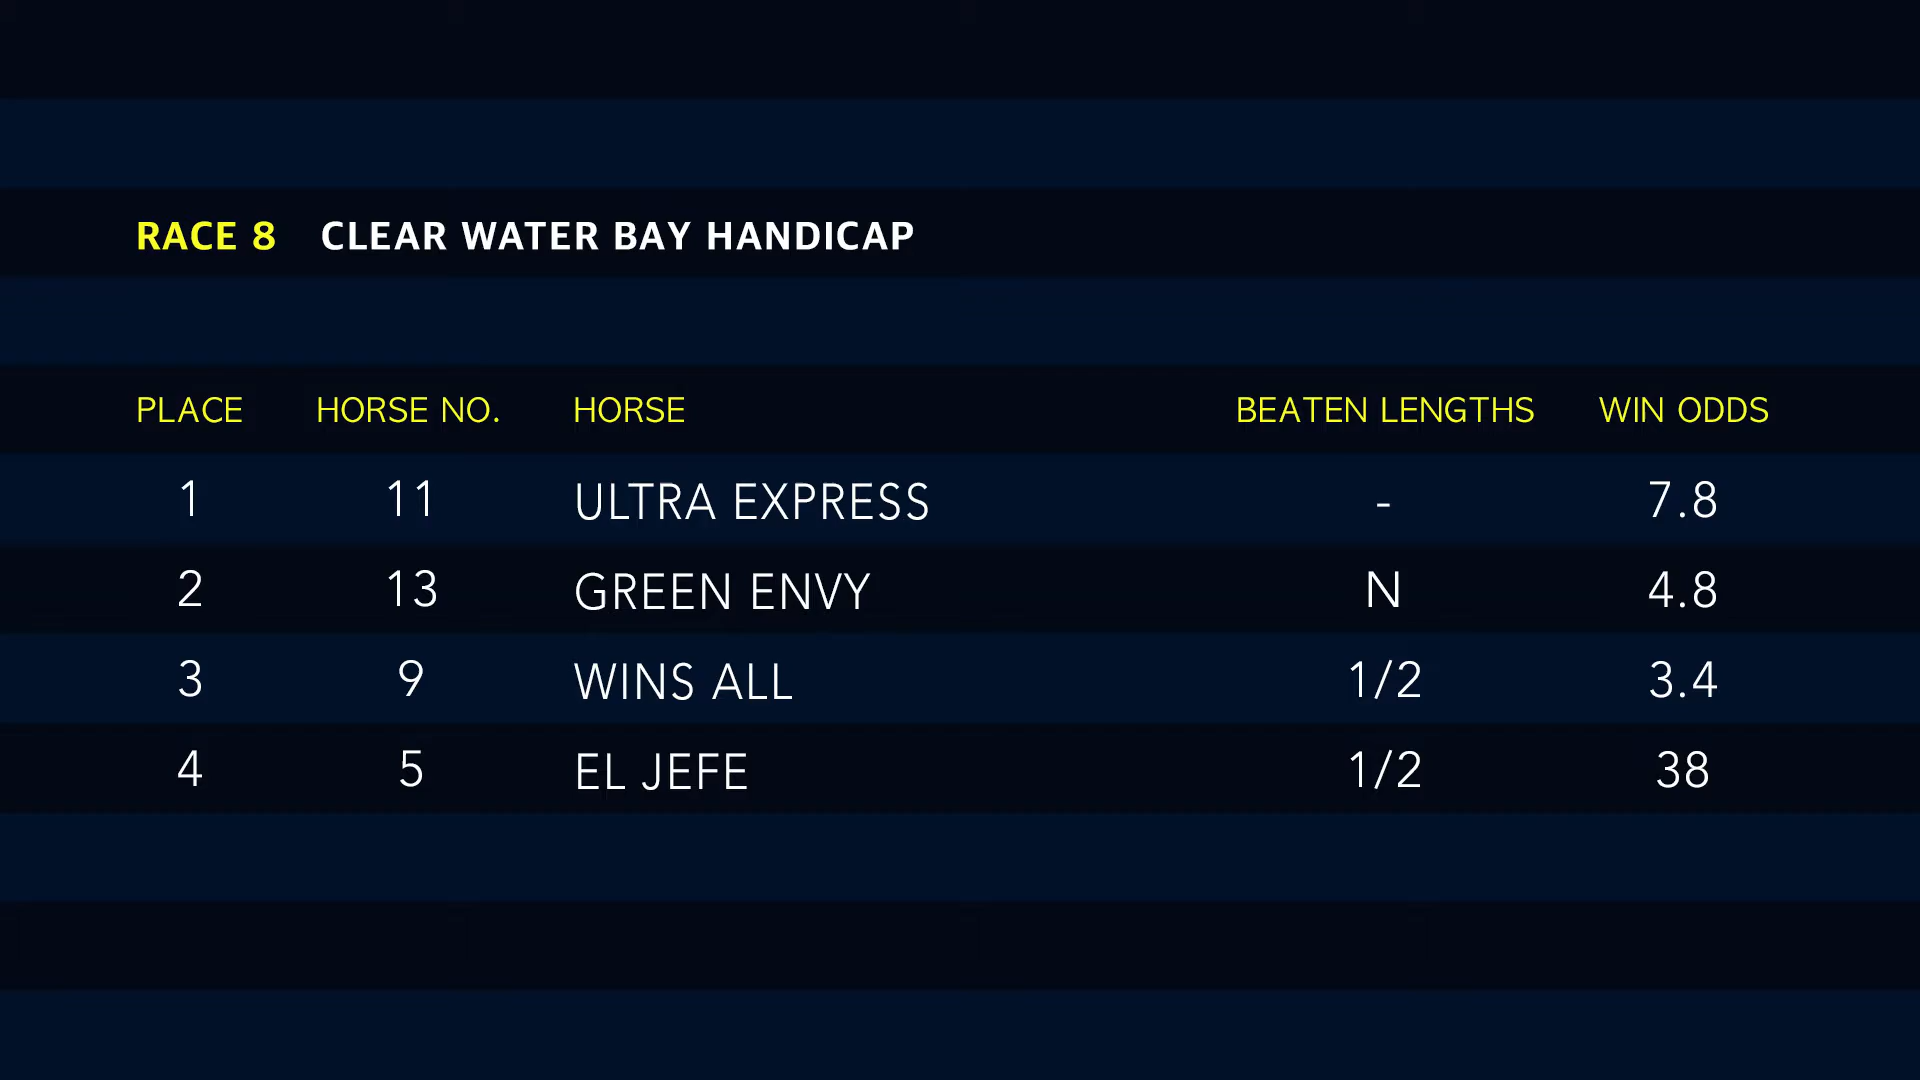 RACE 8 CLEAR WATER BAY HANDICAP
PLACE HORSE NO. HORSE BEATEN LENGTHS WIN ODDS
1 11 ULTRA EXPRESS - 7.8
2 13 GREEN ENVY N 4.8
3 9 WINS ALL 1/2 3.4
4 5 EL JEFE 1/2 38